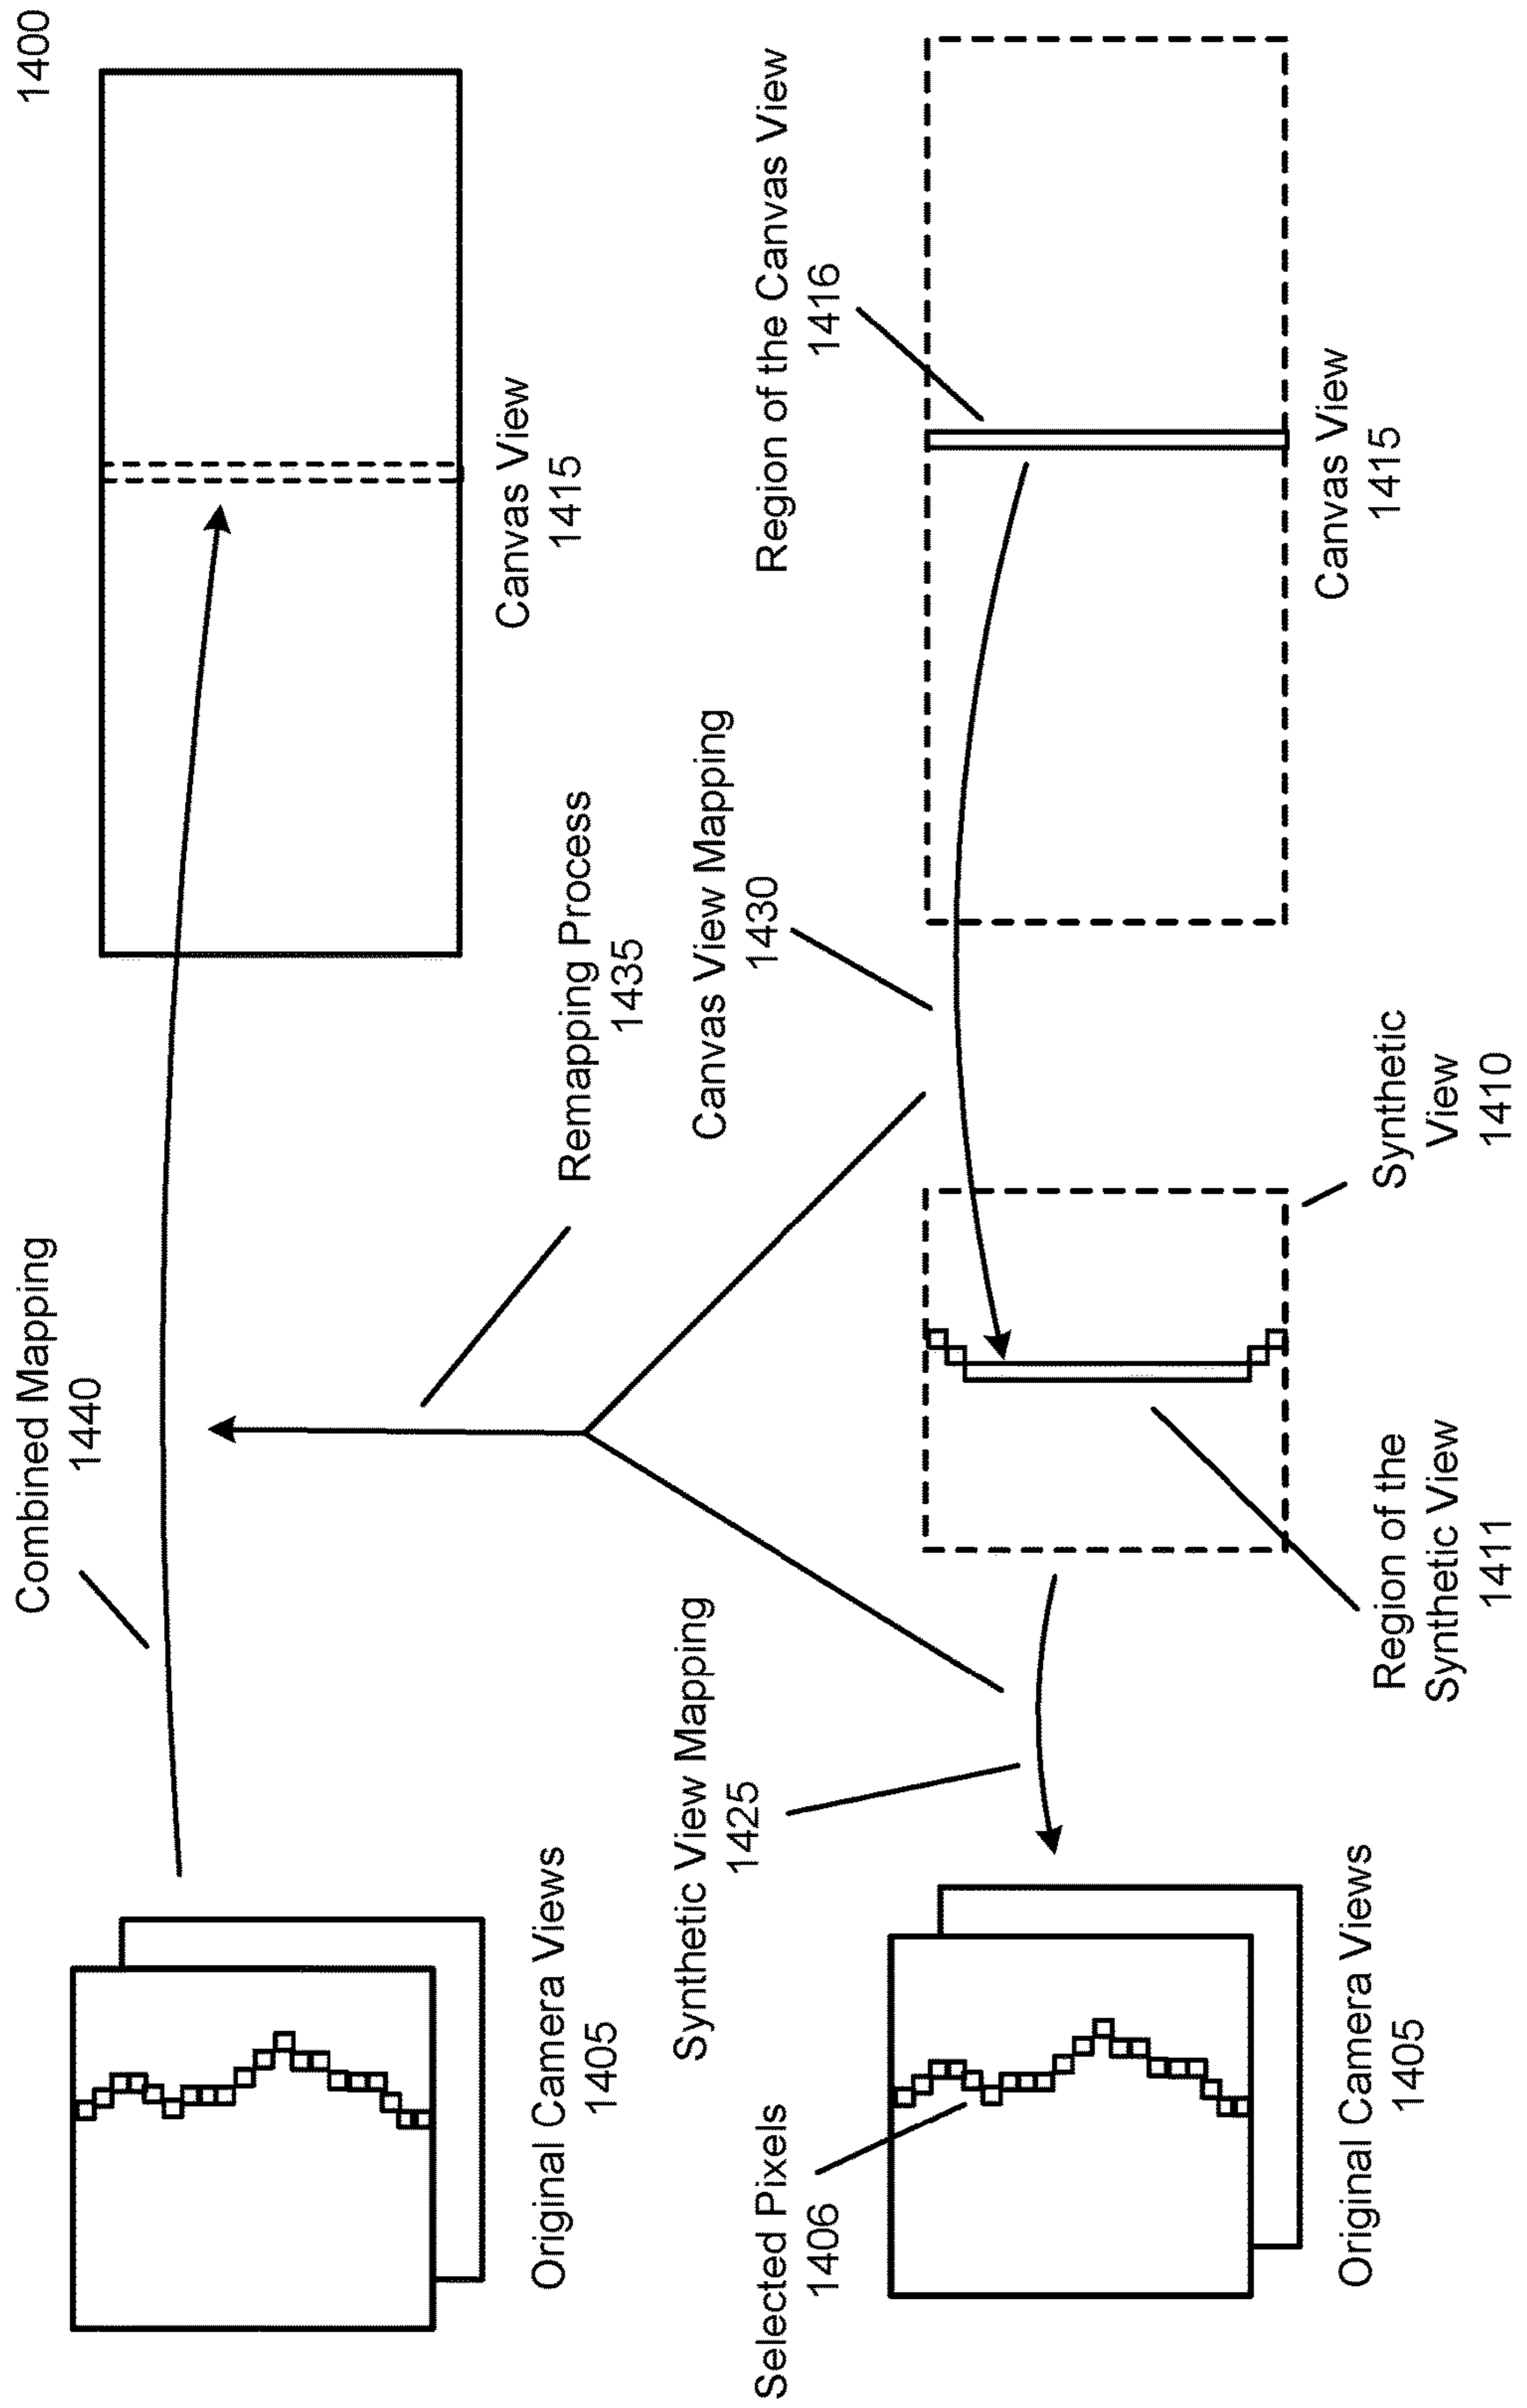 1400
Combined Mapping
1440
Original Camera Views
1405
Canvas View
1415
Remapping Process
1435
Synthetic View Mapping
1425
Canvas View Mapping
1430
Region of the Canvas View
1416
Selected Pixels
1406
Original Camera Views
1405
Region of the
Synthetic View
1411
Synthetic
View
1410
Canvas View
1415